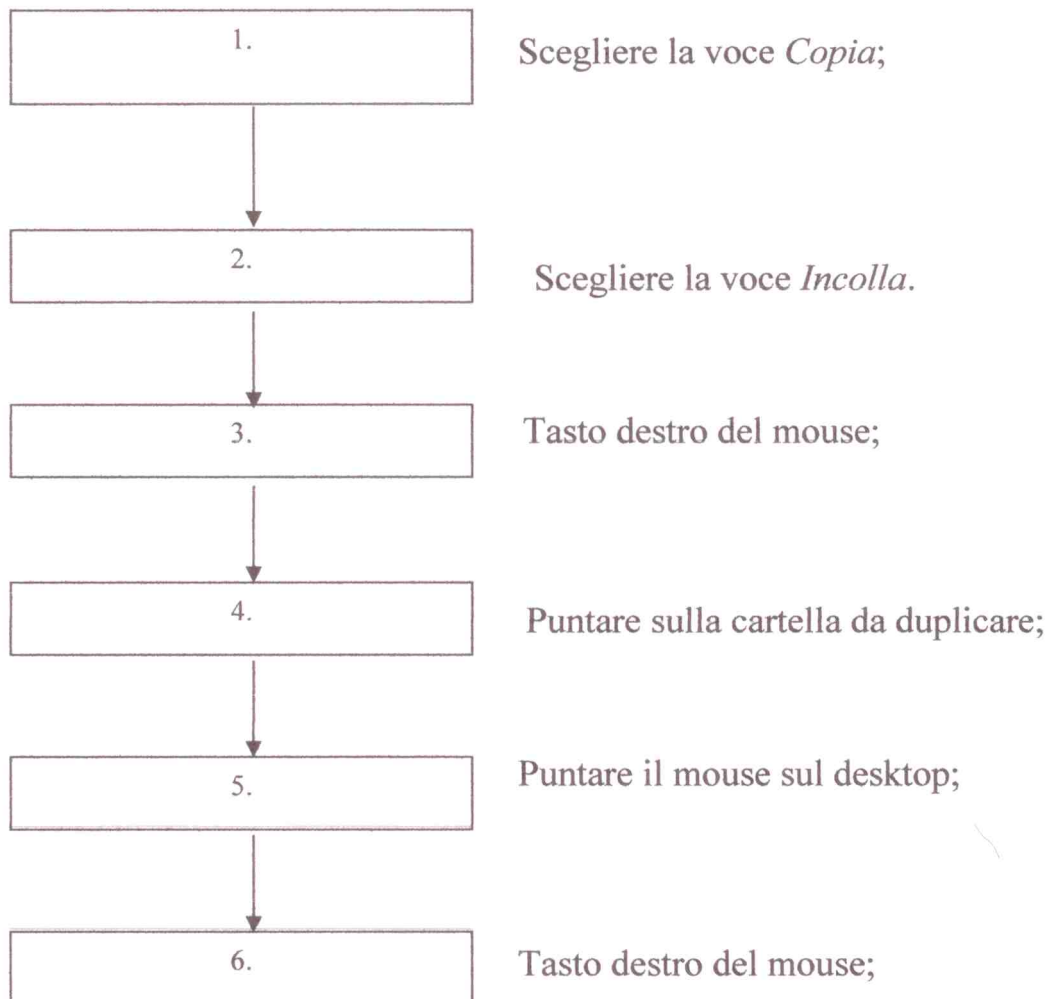 1.
Scegliere la voce Copia;
2.
Scegliere la voce Incolla.
3.
Tasto destro del mouse;
4.
Puntare sulla cartella da duplicare;
5.
Puntare il mouse sul desktop;
6.
Tasto destro del mouse;